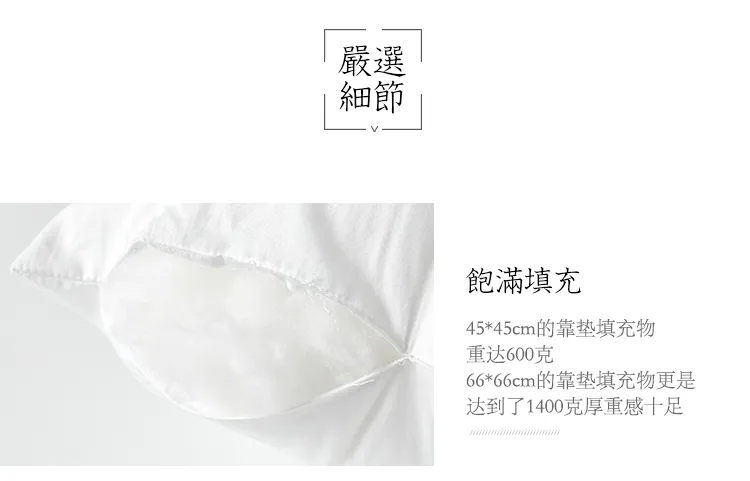 嚴選
細節
飽滿填充
45*45cm的靠垫填充物
重达600克
66*66cm的靠垫填充物更是
达到了1400克厚重感十足